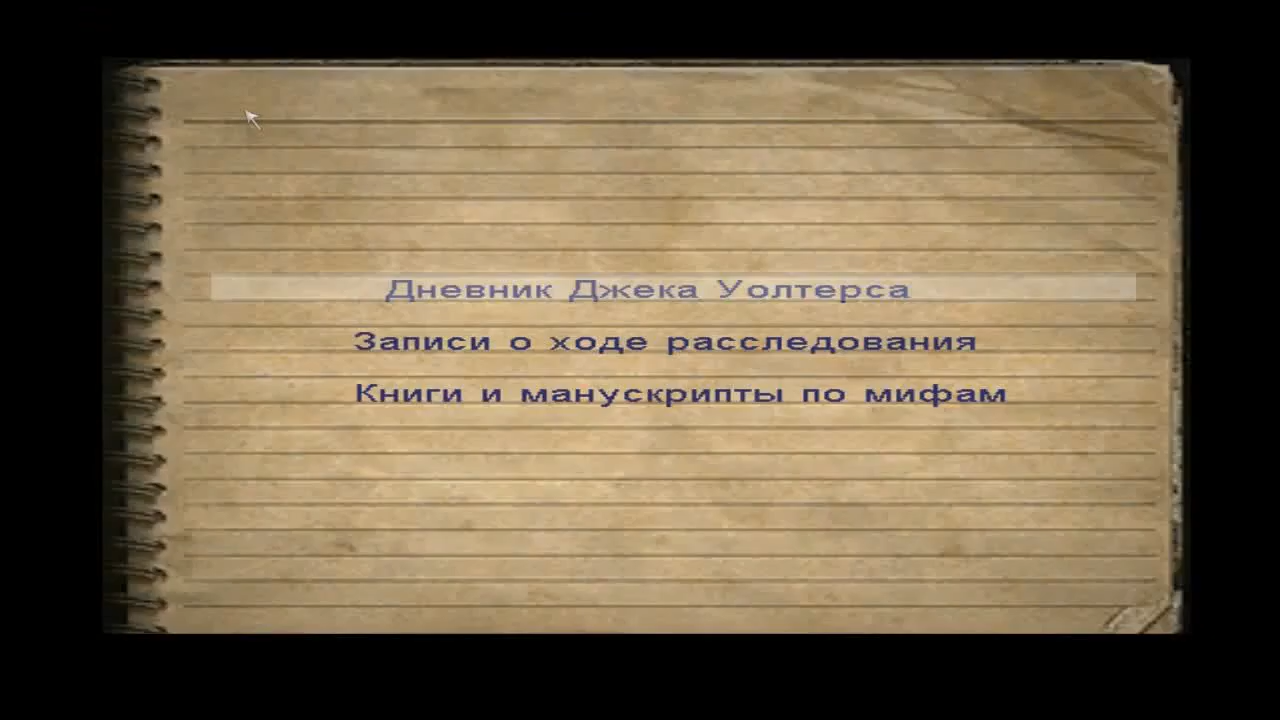 Дневник Джека Уолтерса
Записи о ходе расследования
Книги и манускрипты по мифам